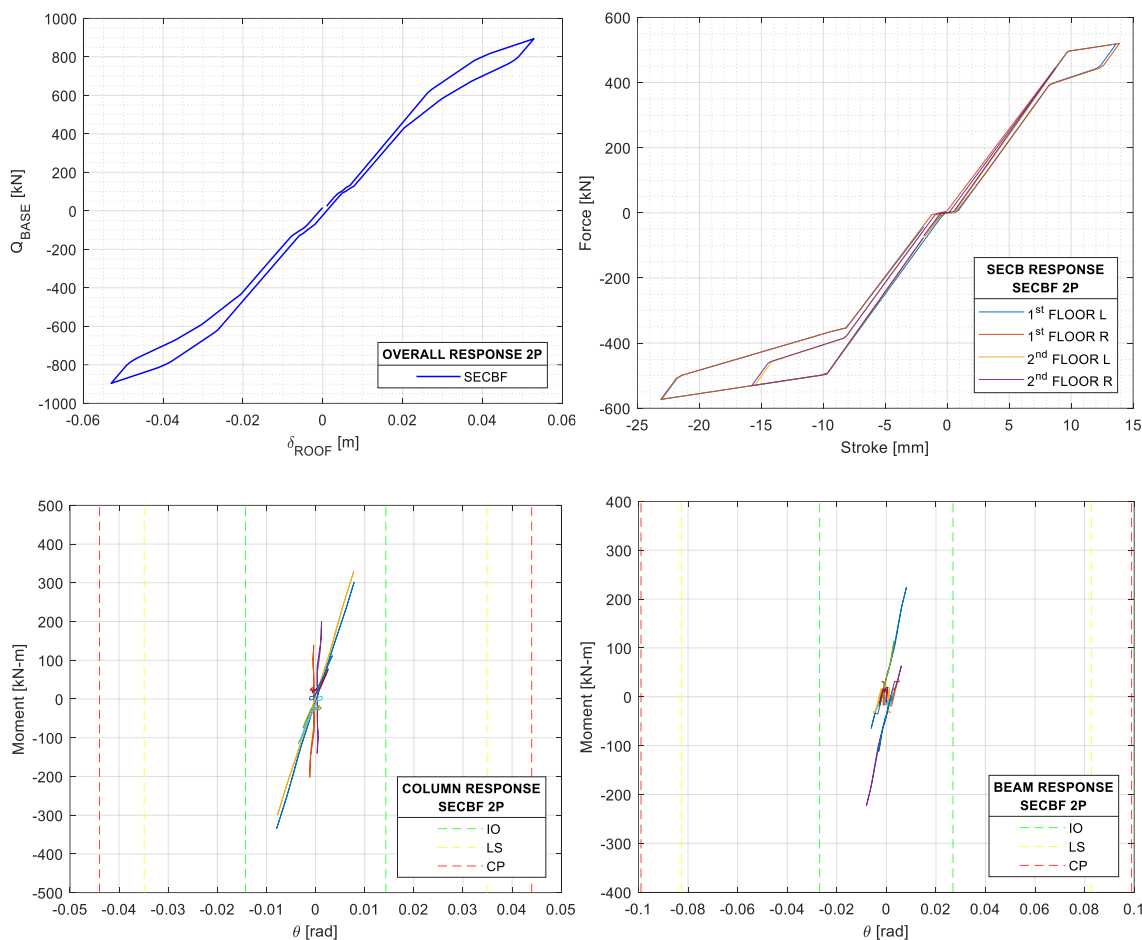 1000
800
600
400
200
0
-200
-400
-600
-800
-1000
-0.06 -0.04 -0.02 0 0.02 0.04 0.06
Q_BASE [kN]
δ_ROOF [m]
OVERALL RESPONSE 2P
SECBF
600
400
200
0
-200
-400
-600
-25 -20 -15 -10 -5 0 5 10 15
Force [kN]
Stroke [mm]
SECB RESPONSE
SECBF 2P
1st FLOOR L
1st FLOOR R
2nd FLOOR L
2nd FLOOR R
500
400
300
200
100
0
-100
-200
-300
-400
-500
-0.05 -0.04 -0.03 -0.02 -0.01 0 0.01 0.02 0.03 0.04 0.05
Moment [kN-m]
θ [rad]
COLUMN RESPONSE
SECBF 2P
IO
LS
CP
400
300
200
100
0
-100
-200
-300
-400
-0.1 -0.08 -0.06 -0.04 -0.02 0 0.02 0.04 0.06 0.08 0.1
Moment [kN-m]
θ [rad]
BEAM RESPONSE
SECBF 2P
IO
LS
CP